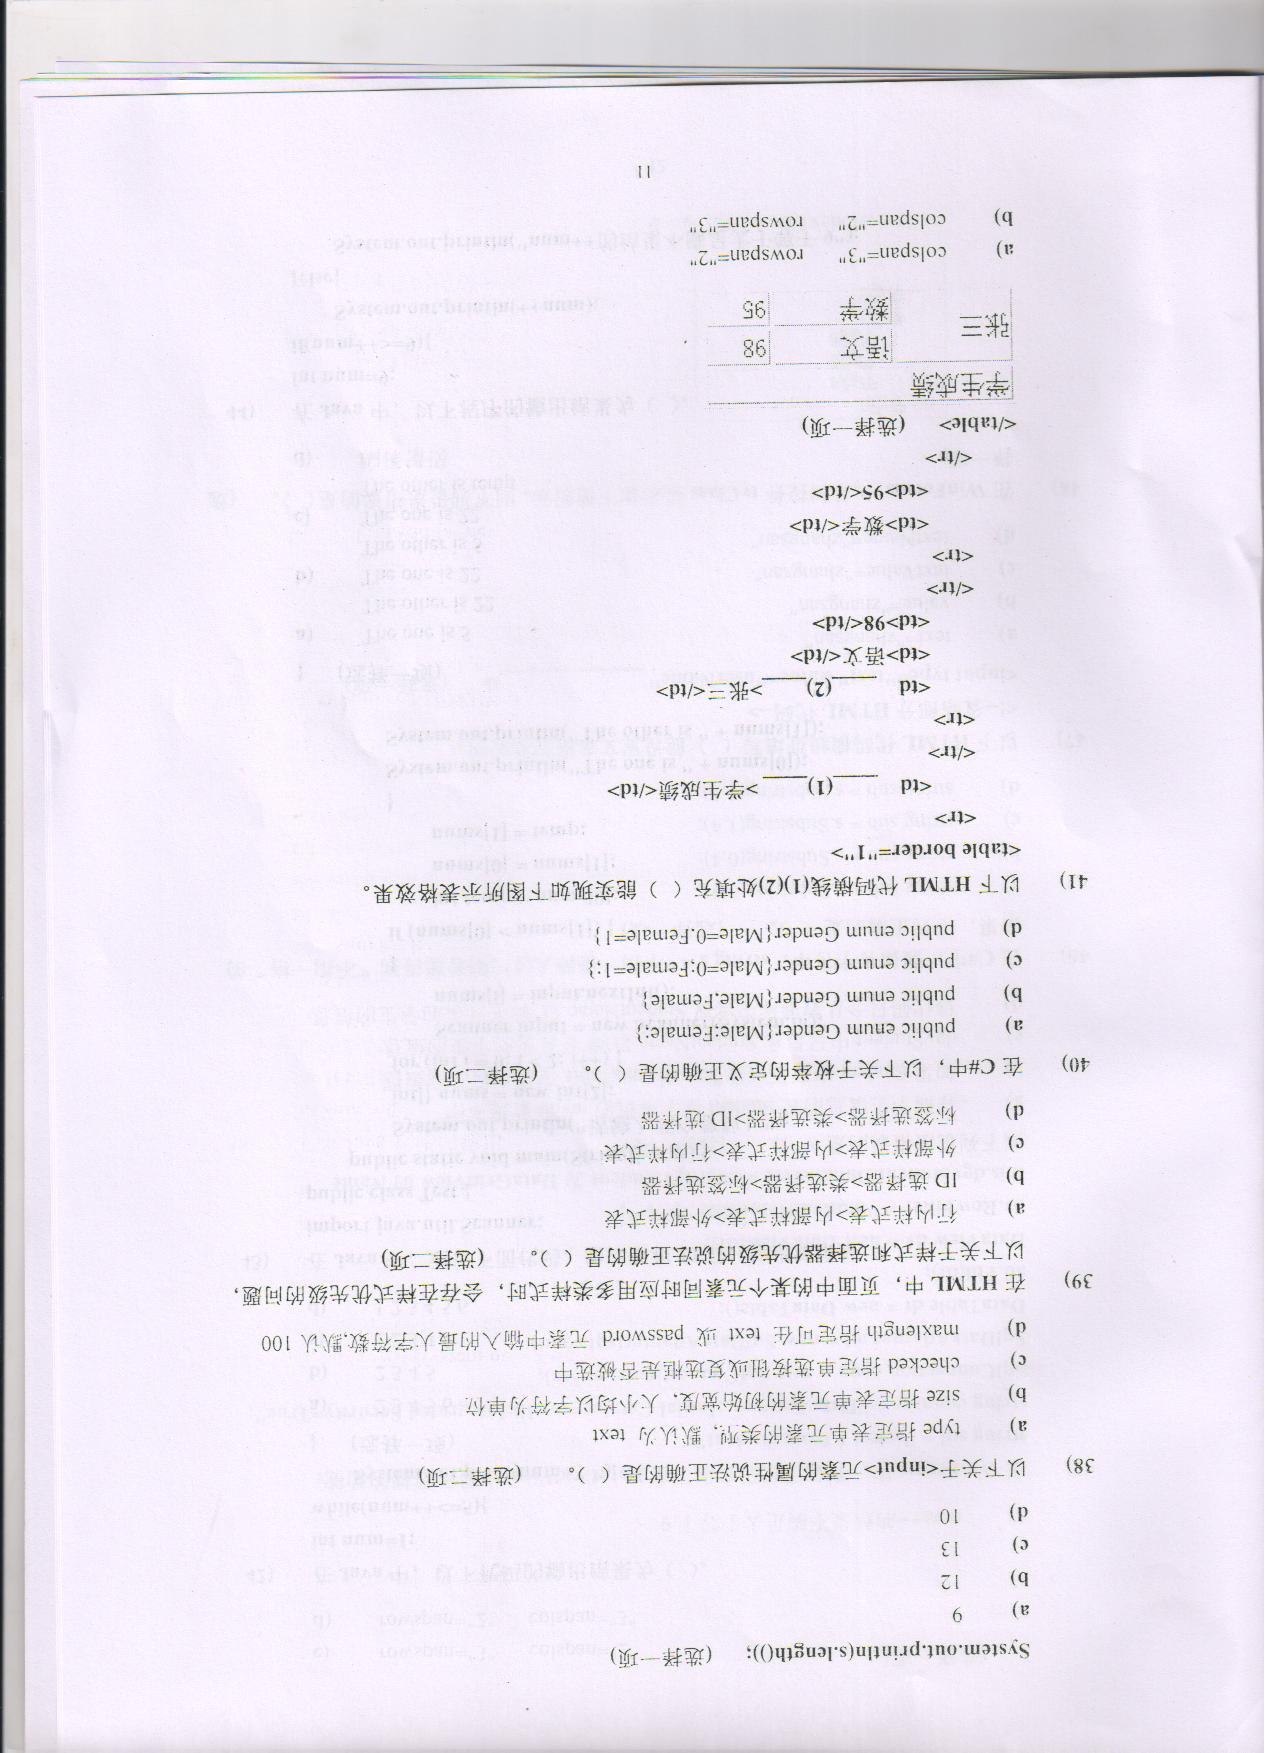 System.out.println(s.length()); (选择一项)
a) 9
b) 12
c) 13
d) 10
38) 以下关于<input>元素的属性说法正确的是（ ）。 (选择二项)
a) type 指定表单元素的类型，默认为 text
b) size 指定表单元素的初始宽度，大小均以字符为单位
c) checked 指定单选按钮或复选框是否被选中
d) maxlength 指定可在 text 或 password 元素中输入的最大字符数,默认 100
39) 在 HTML 中，页面中的某个元素同时应用多类样式时，会存在样式优先级的问题，
以下关于样式和选择器优先级的说法正确的是（ ）。 (选择二项)
a) 行内样式表>内部样式表>外部样式表
b) ID 选择器>类选择器>标签选择器
c) 外部样式表>内部样式表>行内样式表
d) 标签选择器>类选择器>ID 选择器
40) 在 C#中，以下关于枚举的定义正确的是（ ）。 (选择二项)
a) public enum Gender{Male;Female;}
b) public enum Gender{Male,Female}
c) public enum Gender{Male=0;Female=1;}
d) public enum Gender{Male=0,Female=1}
41) 以下 HTML 代码横线(1)(2)处填充（ ）能实现如下图所示表格效果。
<table border="1">
<tr>
<td ____(1)____ >学生成绩</td>
</tr>
<tr>
<td ____(2)____ >张三</td>
<td>语文</td>
<td>98</td>
</tr>
<tr>
<td>数学</td>
<td>95</td>
</tr>
</table> (选择一项)
学生成绩
张三 语文 98
数学 95
a) colspan="3" rowspan="2"
b) colspan="2" rowspan="3"
11